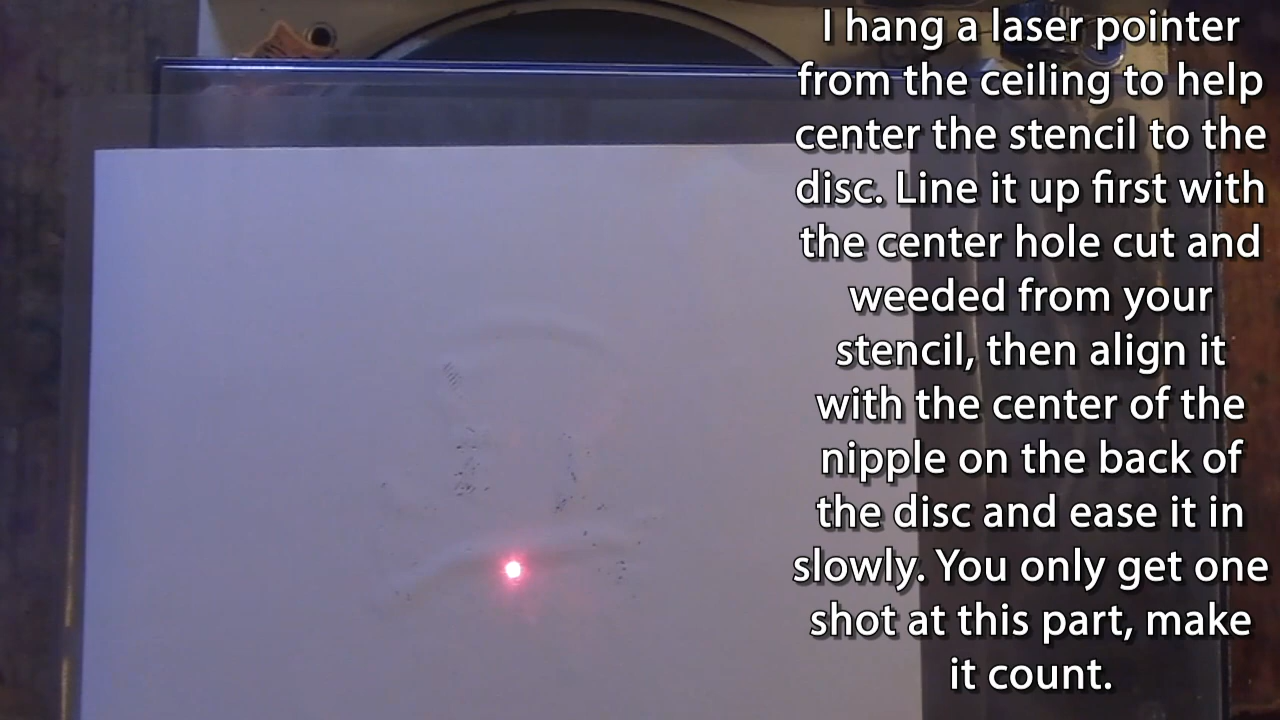 I hang a laser pointer
from the ceiling to help
center the stencil to the
disc. Line it up first with
the center hole cut and
weeded from your
stencil, then align it
with the center of the
nipple on the back of
the disc and ease it in
slowly. You only get one
shot at this part, make
it count.